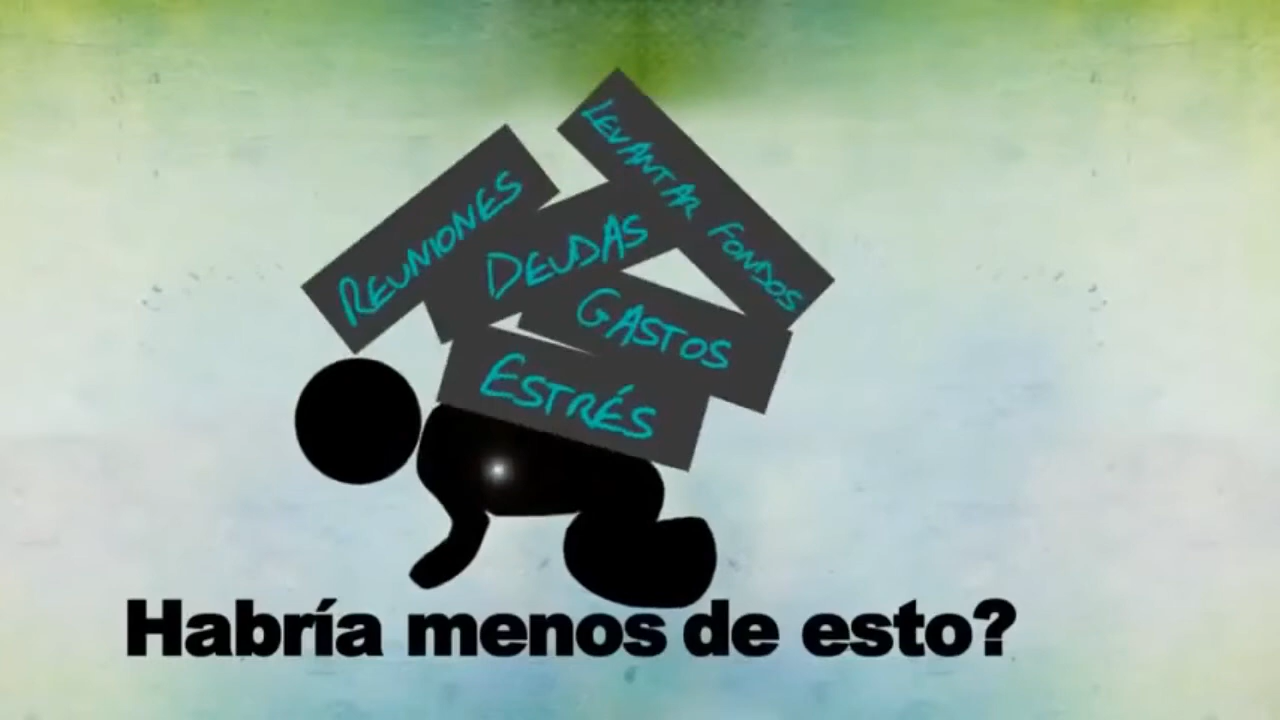 LEVANTAR FONDOS
REUNIONES
DEUDAS
GASTOS
ESTRÉS
Habría menos de esto?